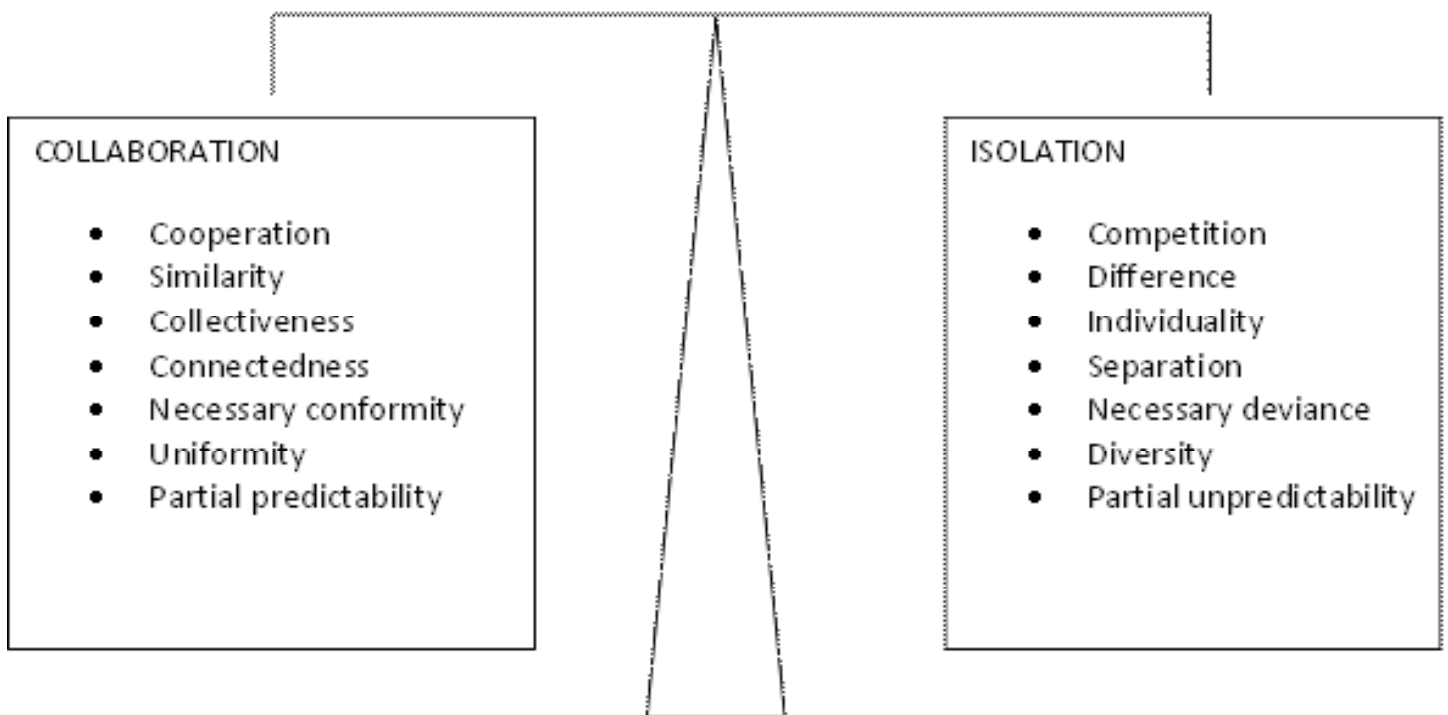 COLLABORATION
• Cooperation
• Similarity
• Collectiveness
• Connectedness
• Necessary conformity
• Uniformity
• Partial predictability
ISOLATION
• Competition
• Difference
• Individuality
• Separation
• Necessary deviance
• Diversity
• Partial unpredictability